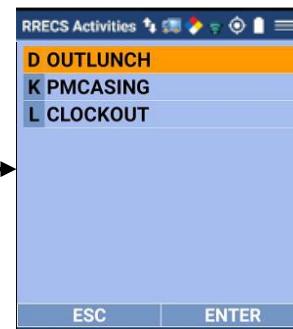 RRECS Activities
D OUTLUNCH
K PMCASING
L CLOCKOUT
ESC ENTER